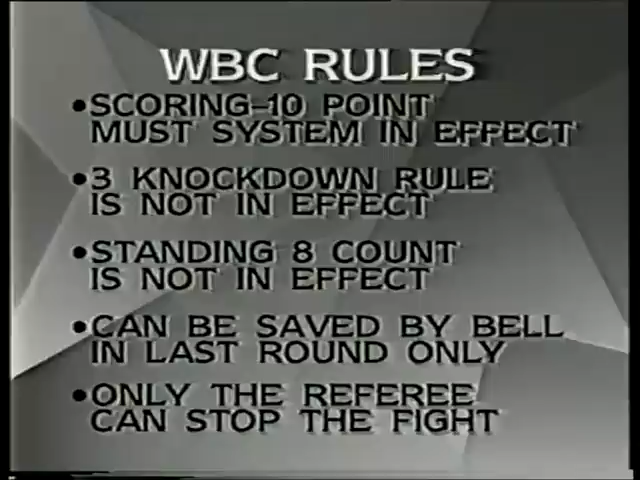 WBC RULES
•SCORING-10 POINT
MUST SYSTEM IN EFFECT
•3 KNOCKDOWN RULE
IS NOT IN EFFECT
•STANDING 8 COUNT
IS NOT IN EFFECT
•CAN BE SAVED BY BELL
IN LAST ROUND ONLY
•ONLY THE REFEREE
CAN STOP THE FIGHT